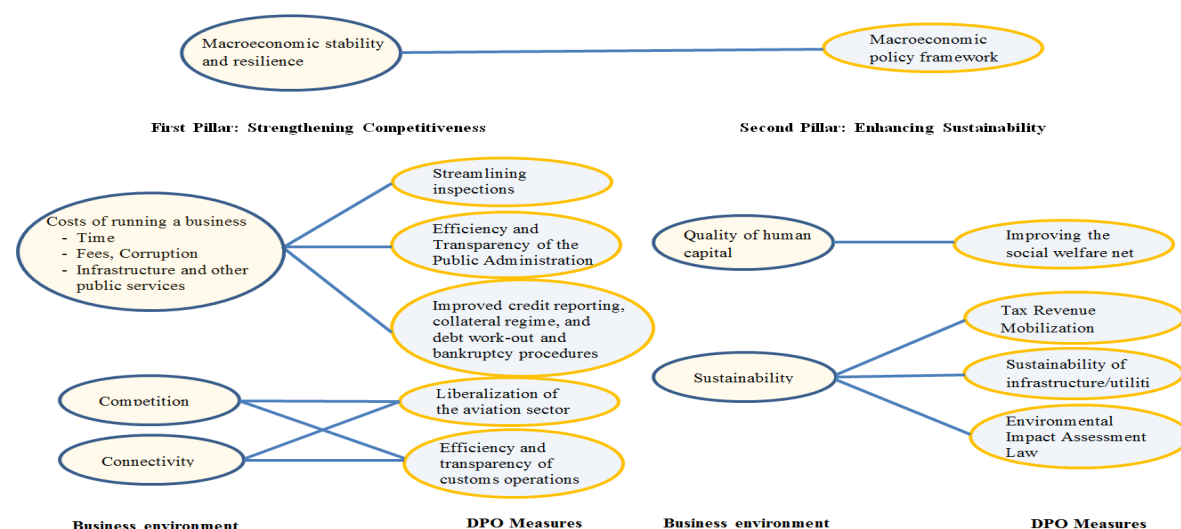 Macroeconomic stability
and resilience
Macroeconomic
policy framework
First Pillar: Strengthening Competitiveness
Second Pillar: Enhancing Sustainability
Costs of running a business
- Time
- Fees, Corruption
- Infrastructure and other
public services
Streamlining
inspections
Efficiency and
Transparency of the
Public Administration
Improved credit reporting,
collateral regime, and
debt work-out and
bankruptcy procedures
Competition
Connectivity
Liberalization of
the aviation sector
Efficiency and
transparency of
customs operations
Business environment
DPO Measures
Quality of human
capital
Improving the
social welfare net
Sustainability
Tax Revenue
Mobilization
Sustainability of
infrastructure/utiliti
Environmental
Impact Assessment
Law
Business environment
DPO Measures